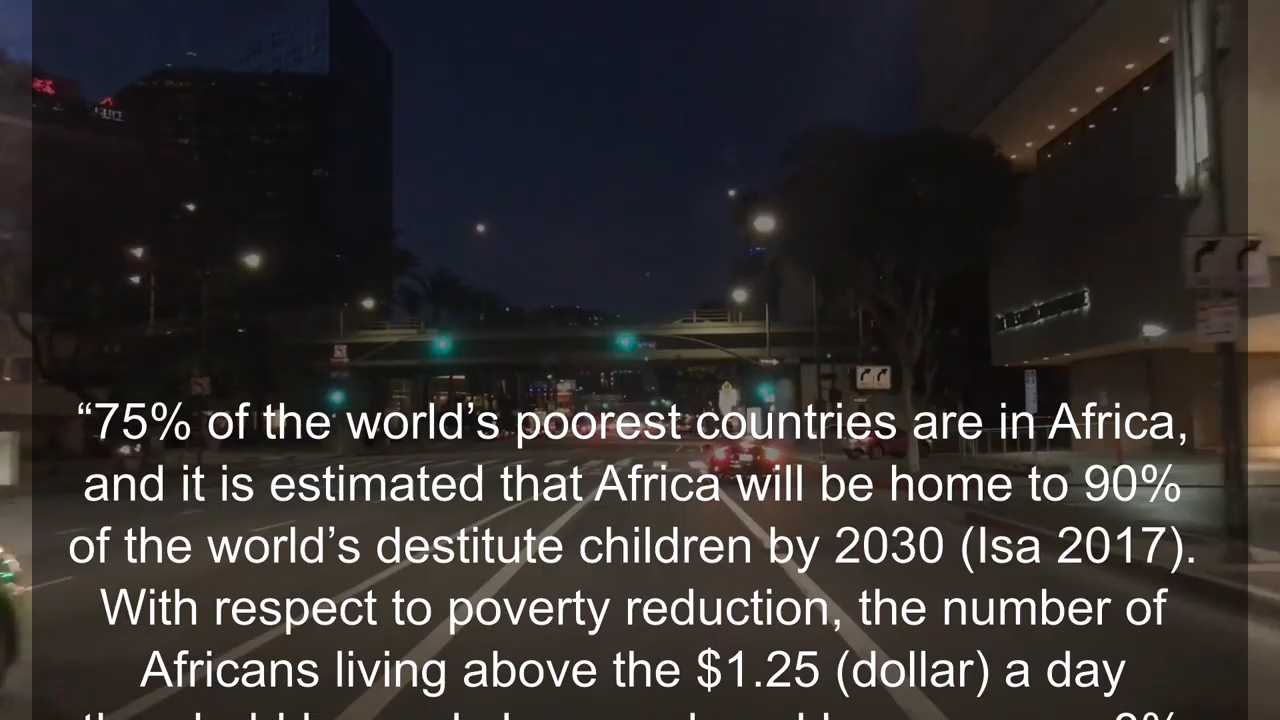 “75% of the world’s poorest countries are in Africa,
and it is estimated that Africa will be home to 90%
of the world’s destitute children by 2030 (Isa 2017).
With respect to poverty reduction, the number of
Africans living above the $1.25 (dollar) a day